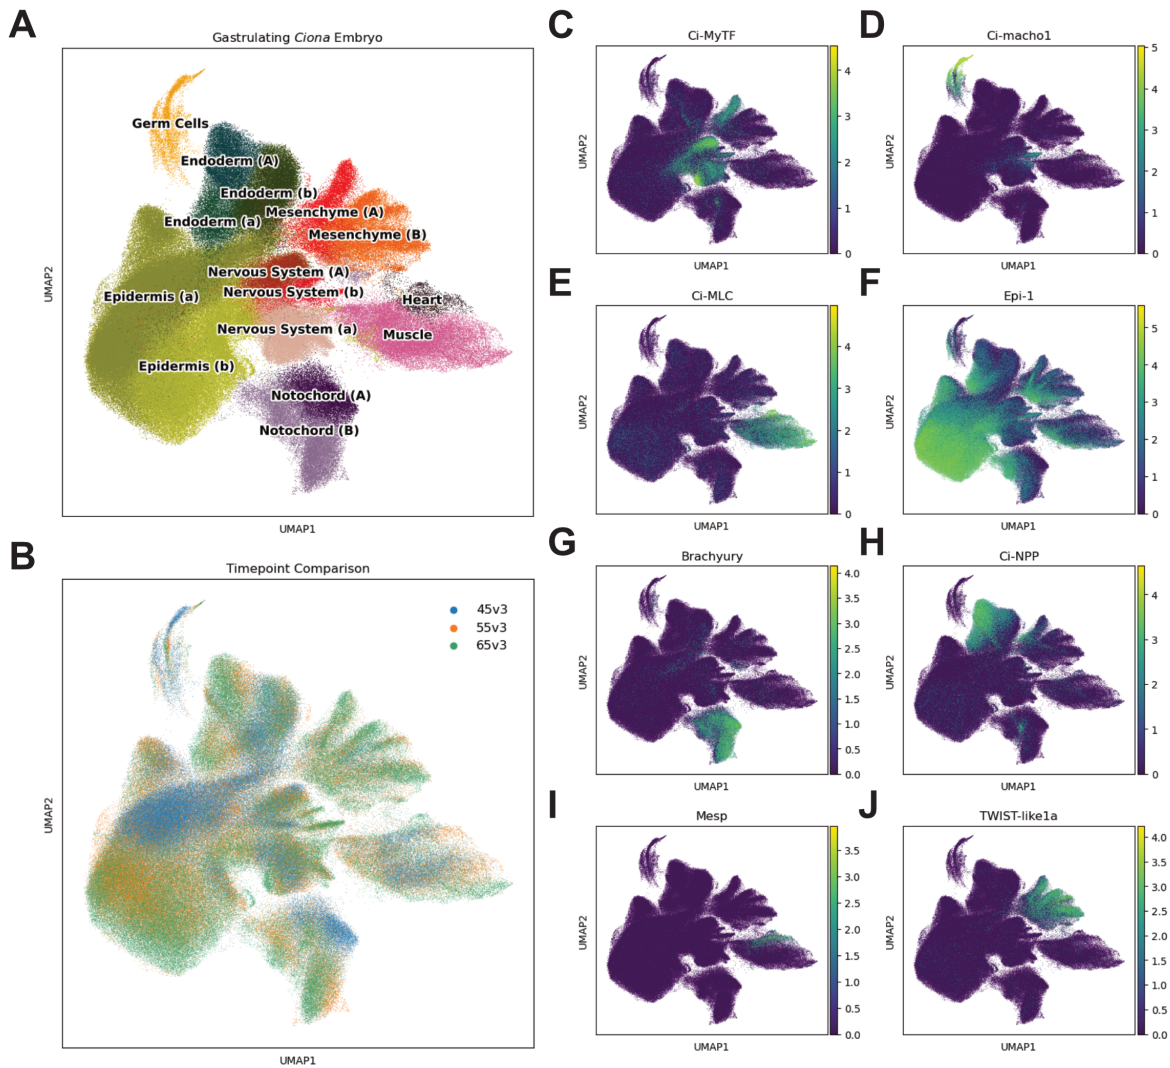 A
Gastrulating Ciona Embryo
Germ Cells
Endoderm (A)
Endoderm (b)
Mesenchyme (A)
Endoderm (a)
Mesenchyme (B)
Nervous System (A)
Nervous System (b)
Epidermis (a)
Heart
Nervous System (a)
Muscle
Epidermis (b)
Notochord (A)
Notochord (B)
UMAP2
UMAP1
B
Timepoint Comparison
45v3
55v3
65v3
UMAP2
UMAP1
C
Ci-MyTF
UMAP2
UMAP1
4
3
2
1
0
D
Ci-macho1
UMAP2
UMAP1
5
4
3
2
1
0
E
Ci-MLC
UMAP2
UMAP1
4
3
2
1
0
F
Epi-1
UMAP2
UMAP1
5
4
3
2
1
0
G
Brachyury
UMAP2
UMAP1
4.0
3.5
3.0
2.5
2.0
1.5
1.0
0.5
0.0
H
Ci-NPP
UMAP2
UMAP1
4
3
2
1
0
I
Mesp
UMAP2
UMAP1
3.5
3.0
2.5
2.0
1.5
1.0
0.5
0.0
J
TWIST-like1a
UMAP2
UMAP1
4.0
3.5
3.0
2.5
2.0
1.5
1.0
0.5
0.0